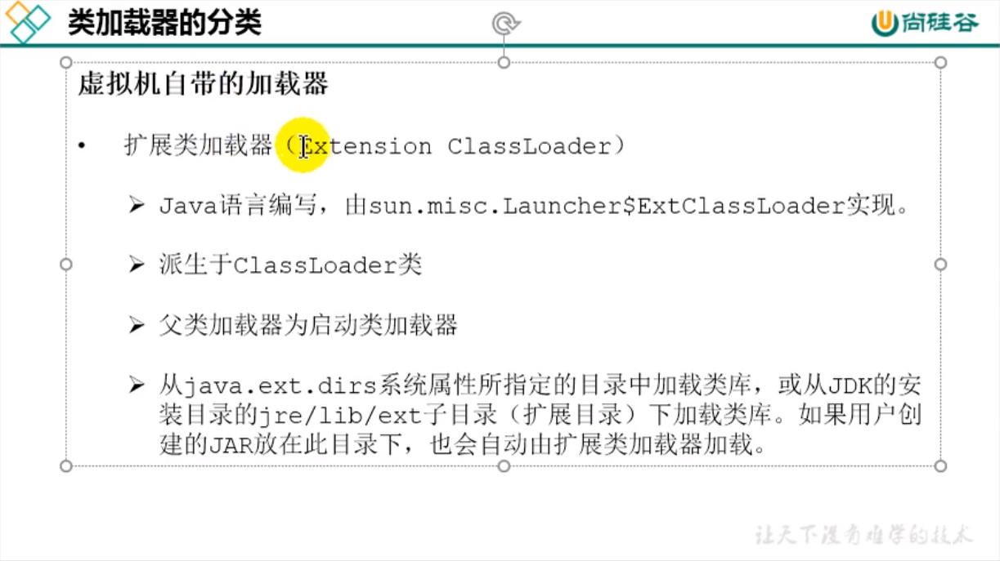 类加载器的分类
尚硅谷
虚拟机自带的加载器
• 扩展类加载器（Extension ClassLoader）
➢ Java语言编写，由sun.misc.Launcher$ExtClassLoader实现。
➢ 派生于ClassLoader类
➢ 父类加载器为启动类加载器
➢ 从java.ext.dirs系统属性所指定的目录中加载类库，或从JDK的安
装目录的jre/lib/ext子目录（扩展目录）下加载类库。如果用户创
建的JAR放在此目录下，也会自动由扩展类加载器加载。
让天下没有难学的技术